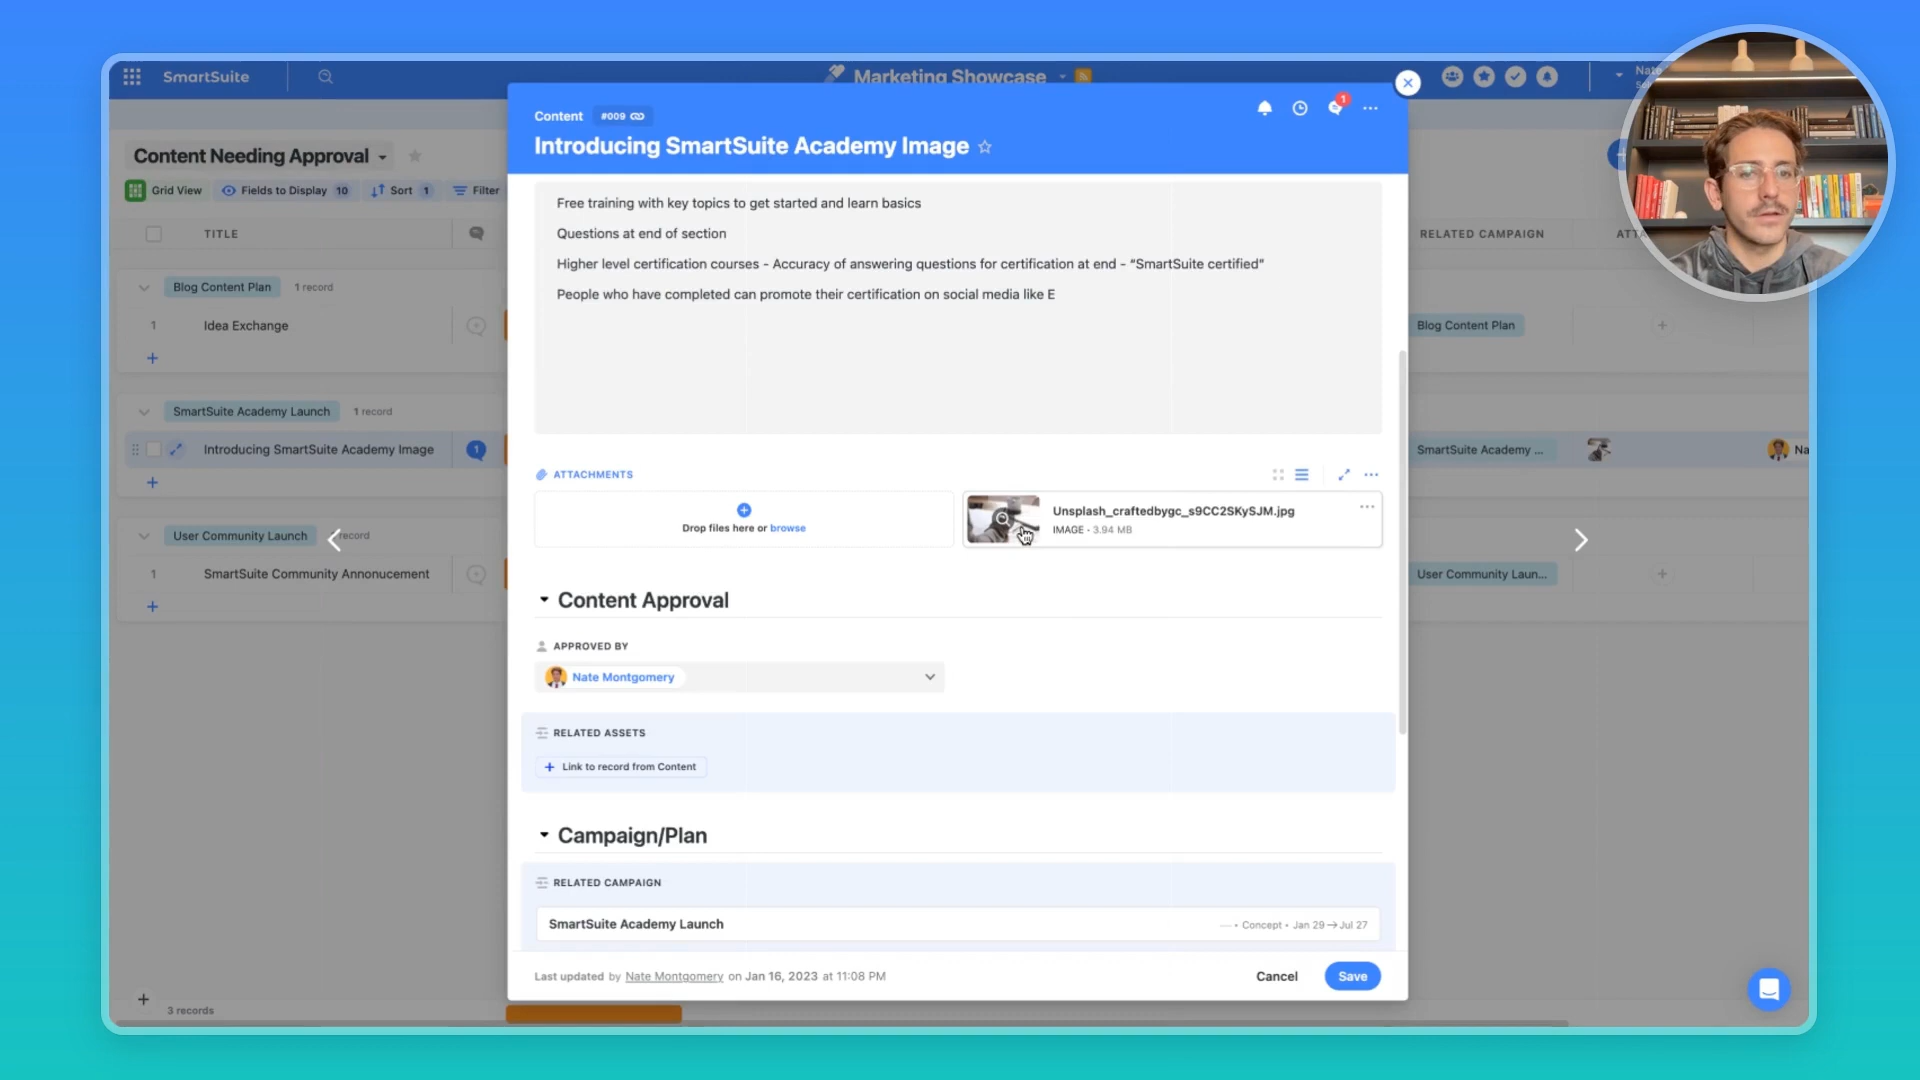 SmartSuite
Marketing Showcase
Nate
Content Needing Approval
Grid View
Fields to Display 10
Sort 1
Filter
TITLE
RELATED CAMPAIGN
Blog Content Plan 1 record
1 Idea Exchange
Blog Content Plan
SmartSuite Academy Launch 1 record
Introducing SmartSuite Academy Image
1
SmartSuite Academy ...
Na
User Community Launch record
1 SmartSuite Community Annonucement
User Community Laun...
3 records
Content #009
1
Introducing SmartSuite Academy Image
Free training with key topics to get started and learn basics
Questions at end of section
Higher level certification courses - Accuracy of answering questions for certification at end - “SmartSuite certified”
People who have completed can promote their certification on social media like E
ATTACHMENTS
Drop files here or browse
Unsplash_craftedbygc_s9CC2SKySJM.jpg
IMAGE • 3.94 MB
Content Approval
APPROVED BY
Nate Montgomery
RELATED ASSETS
+ Link to record from Content
Campaign/Plan
RELATED CAMPAIGN
SmartSuite Academy Launch
— • Concept • Jan 29 → Jul 27
Last updated by Nate Montgomery on Jan 16, 2023 at 11:08 PM
Cancel
Save